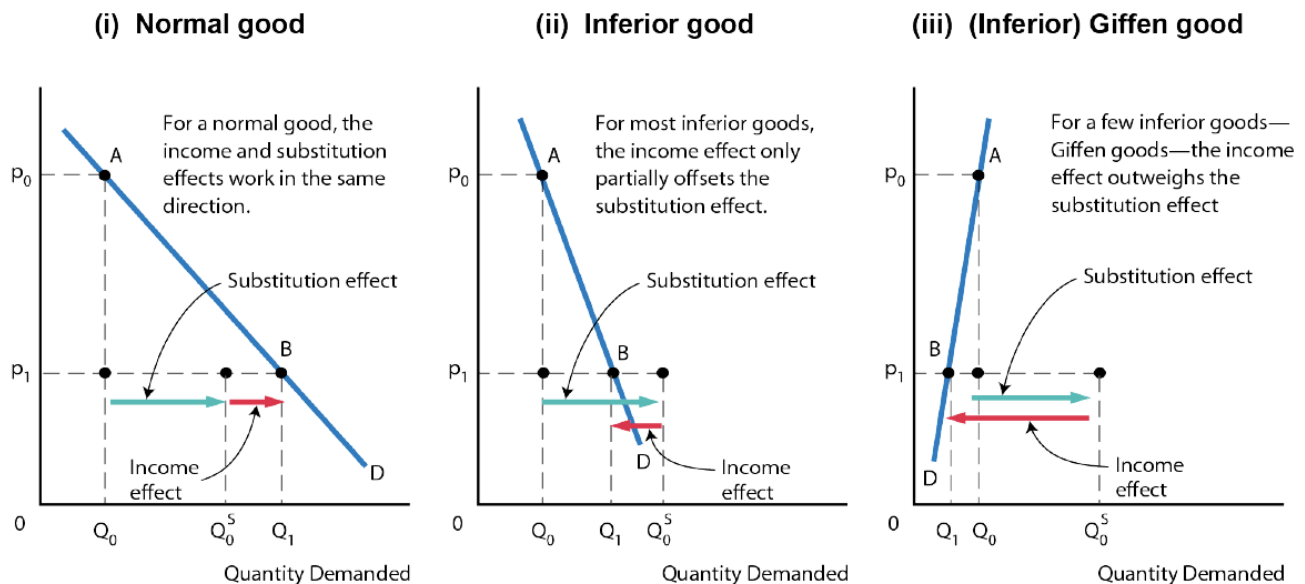 (i) Normal good
For a normal good, the
income and substitution
effects work in the same
direction.
A
p₀
Substitution effect
B
p₁
Income
effect
D
0
Q₀
Q₀ˢ
Q₁
Quantity Demanded
(ii) Inferior good
For most inferior goods,
the income effect only
partially offsets the
substitution effect.
A
p₀
Substitution effect
B
p₁
D
Income
effect
0
Q₀
Q₁
Q₀ˢ
Quantity Demanded
(iii) (Inferior) Giffen good
For a few inferior goods—
Giffen goods—the income
effect outweighs the
substitution effect
A
p₀
Substitution effect
B
p₁
Income
effect
D
0
Q₁
Q₀
Q₀ˢ
Quantity Demanded